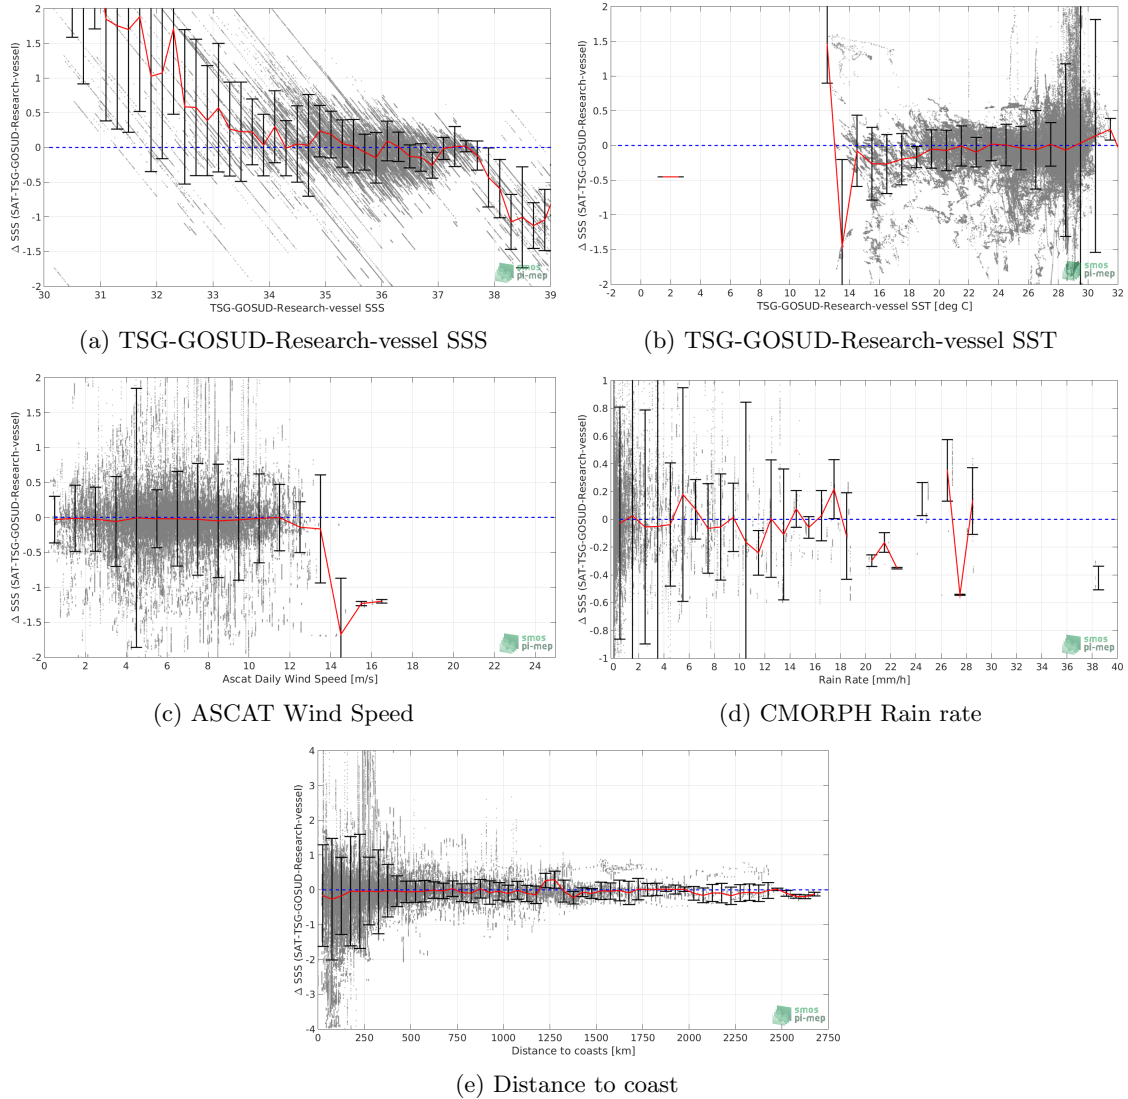 Δ SSS (SAT-TSG-GOSUD-Research-vessel)
2
1.5
1
0.5
0
-0.5
-1
-1.5
-2
30 31 32 33 34 35 36 37 38 39
TSG-GOSUD-Research-vessel SSS
smos
pi-mep
(a) TSG-GOSUD-Research-vessel SSS
Δ SSS (SAT-TSG-GOSUD-Research-vessel)
2
1.5
1
0.5
0
-0.5
-1
-1.5
-2
-2 0 2 4 6 8 10 12 14 16 18 20 22 24 26 28 30 32
TSG-GOSUD-Research-vessel SST [deg C]
smos
pi-mep
(b) TSG-GOSUD-Research-vessel SST
Δ SSS (SAT-TSG-GOSUD-Research-vessel)
2
1.5
1
0.5
0
-0.5
-1
-1.5
-2
0 2 4 6 8 10 12 14 16 18 20 22 24
Ascat Daily Wind Speed [m/s]
smos
pi-mep
(c) ASCAT Wind Speed
Δ SSS (SAT-TSG-GOSUD-Research-vessel)
1
0.8
0.6
0.4
0.2
0
-0.2
-0.4
-0.6
-0.8
-1
0 2 4 6 8 10 12 14 16 18 20 22 24 26 28 30 32 34 36 38 40
Rain Rate [mm/h]
smos
pi-mep
(d) CMORPH Rain rate
Δ SSS (SAT-TSG-GOSUD-Research-vessel)
4
3
2
1
0
-1
-2
-3
-4
0 250 500 750 1000 1250 1500 1750 2000 2250 2500 2750
Distance to coasts [km]
smos
pi-mep
(e) Distance to coast